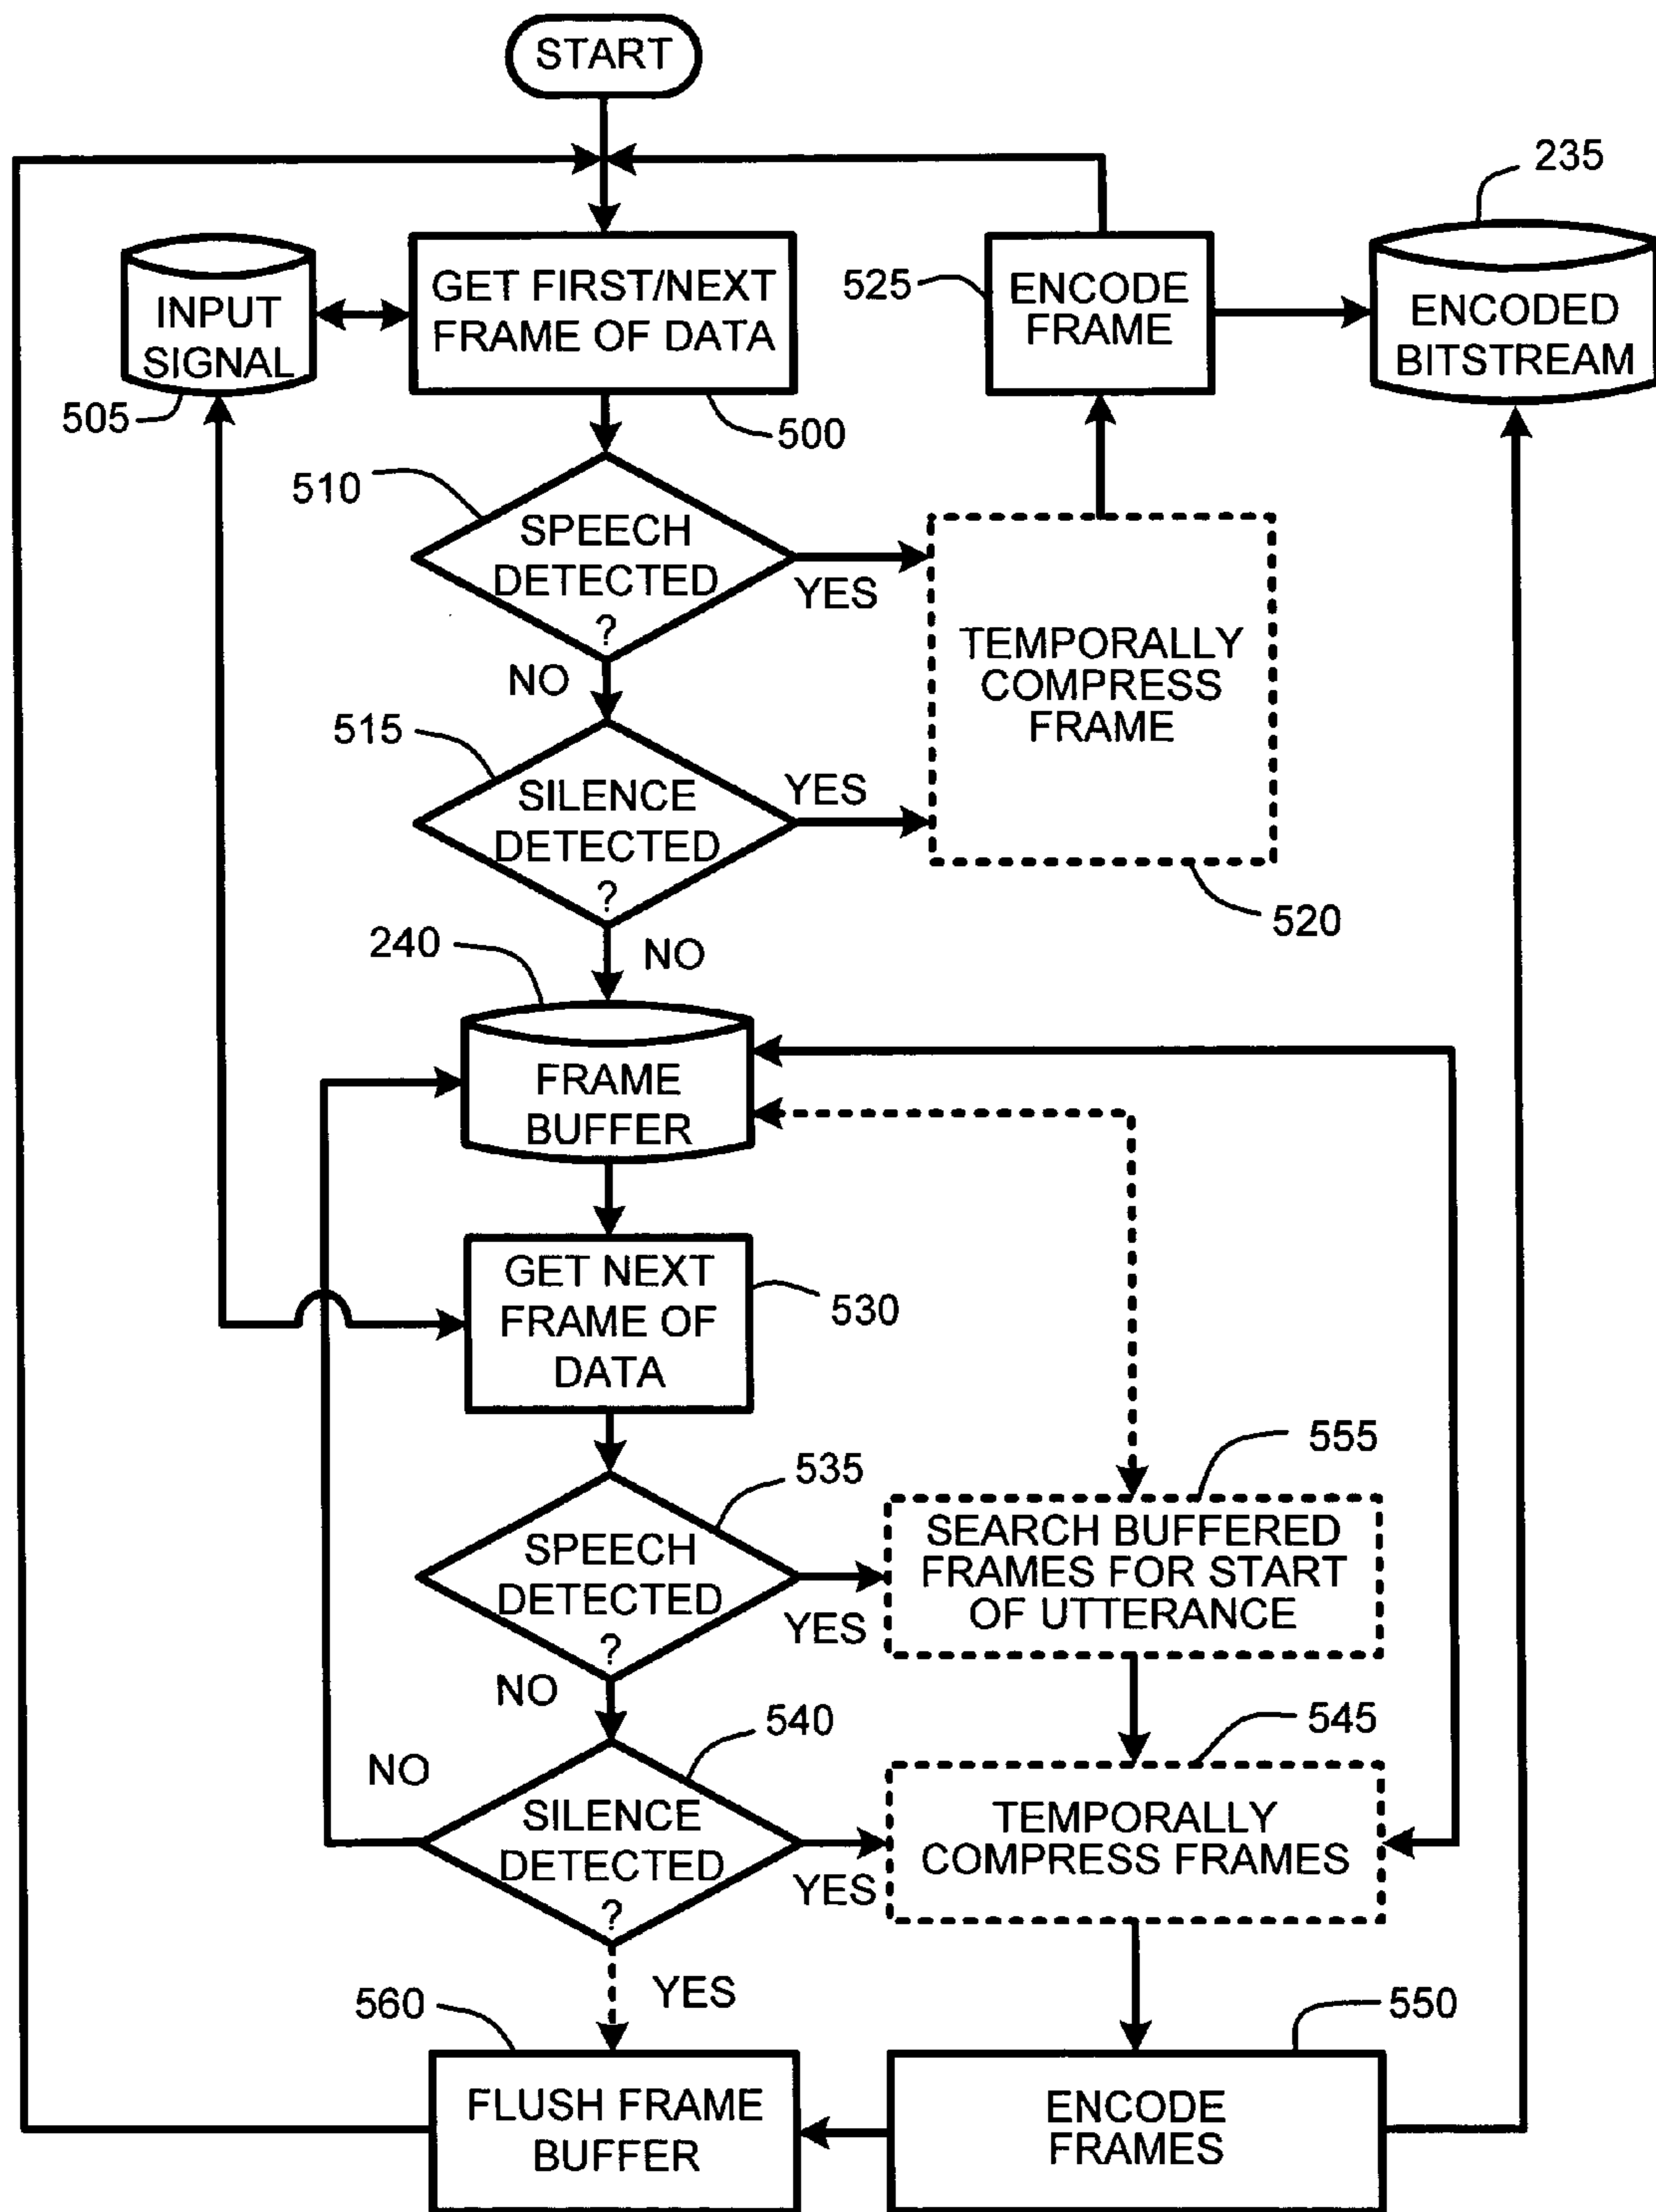 START
235
INPUT
SIGNAL
505
GET FIRST/NEXT
FRAME OF DATA
500
525
ENCODE
FRAME
ENCODED
BITSTREAM
510
SPEECH
DETECTED
?
YES
NO
TEMPORALLY
COMPRESS
FRAME
520
515
SILENCE
DETECTED
?
YES
NO
240
FRAME
BUFFER
GET NEXT
FRAME OF
DATA
530
535
SPEECH
DETECTED
?
YES
NO
555
SEARCH BUFFERED
FRAMES FOR START
OF UTTERANCE
540
NO
SILENCE
DETECTED
?
YES
YES
545
TEMPORALLY
COMPRESS FRAMES
560
FLUSH FRAME
BUFFER
550
ENCODE
FRAMES